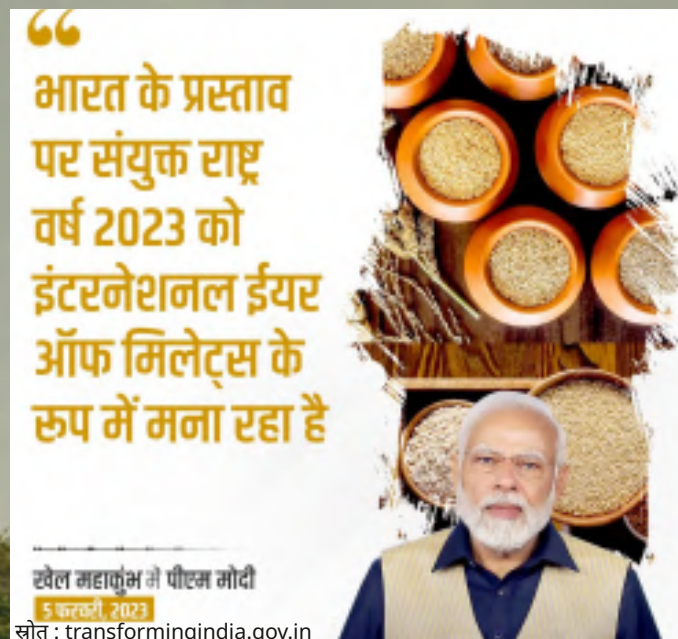 भारत के प्रस्ताव
पर संयुक्त राष्ट्र
वर्ष 2023 को
इंटरनेशनल ईयर
ऑफ मिलेट्स के
रूप में मना रहा है
खेल महाकुंभ में पीएम मोदी
5 फरवरी, 2023
स्रोत : transformingindia.gov.in